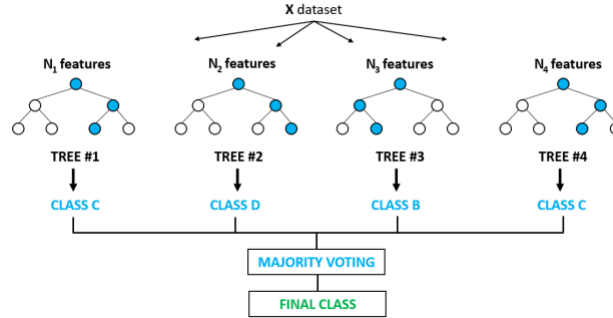 X dataset
N₁ features N₂ features N₃ features N₄ features
TREE #1 TREE #2 TREE #3 TREE #4
CLASS C CLASS D CLASS B CLASS C
MAJORITY VOTING
FINAL CLASS